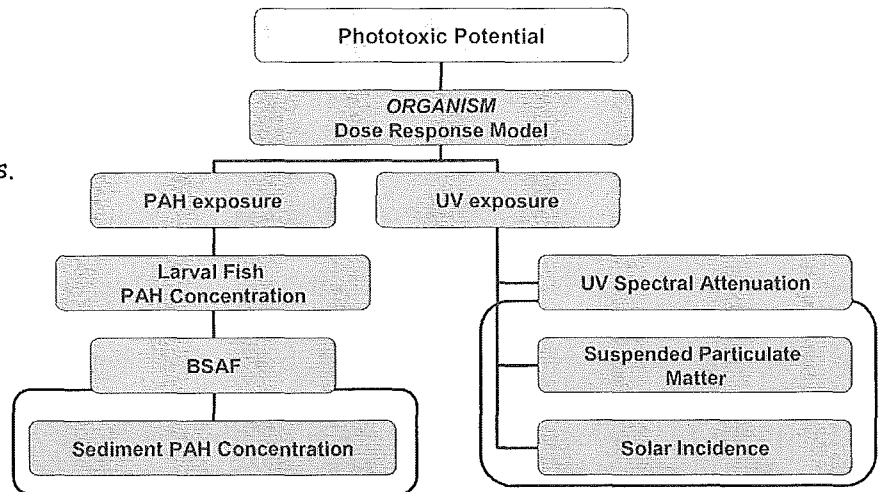 Phototoxic Potential
ORGANISM
Dose Response Model
s.
PAH exposure
UV exposure
Larval Fish
PAH Concentration
UV Spectral Attenuation
BSAF
Suspended Particulate
Matter
Sediment PAH Concentration
Solar Incidence